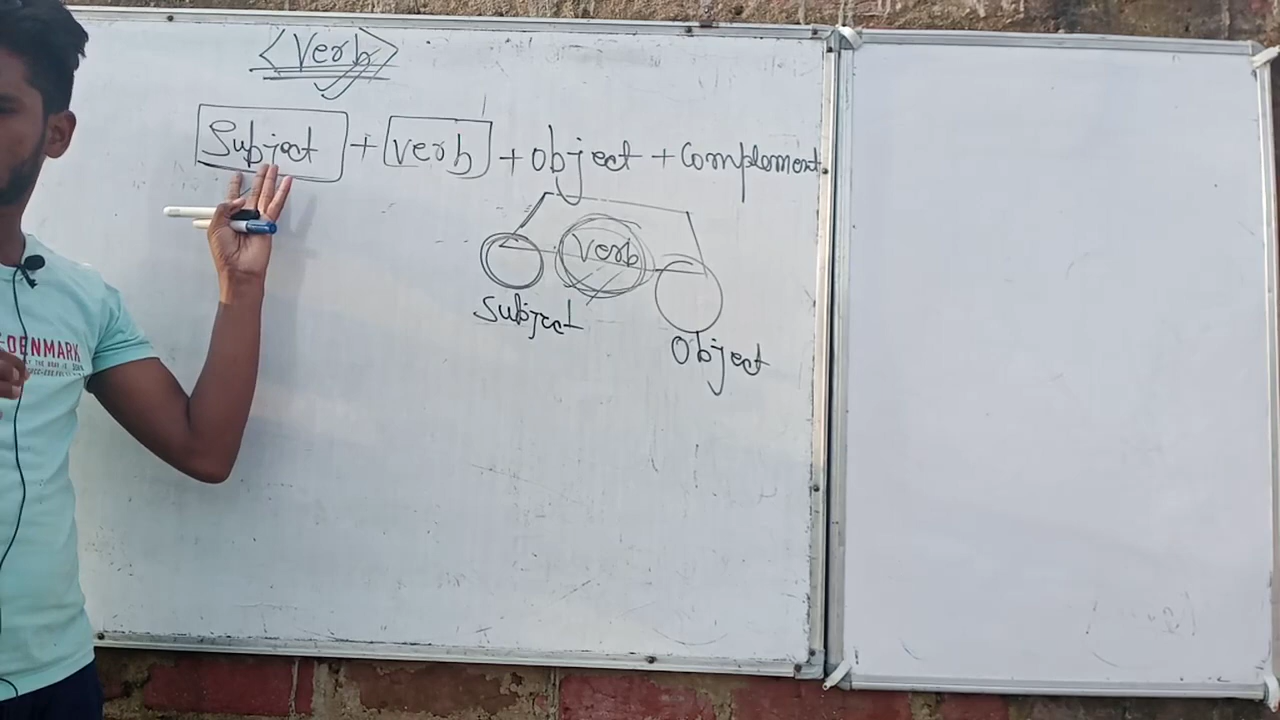 <Verb>
Subject + verb + object + Complement
Verb
Subject
Object
DENMARK